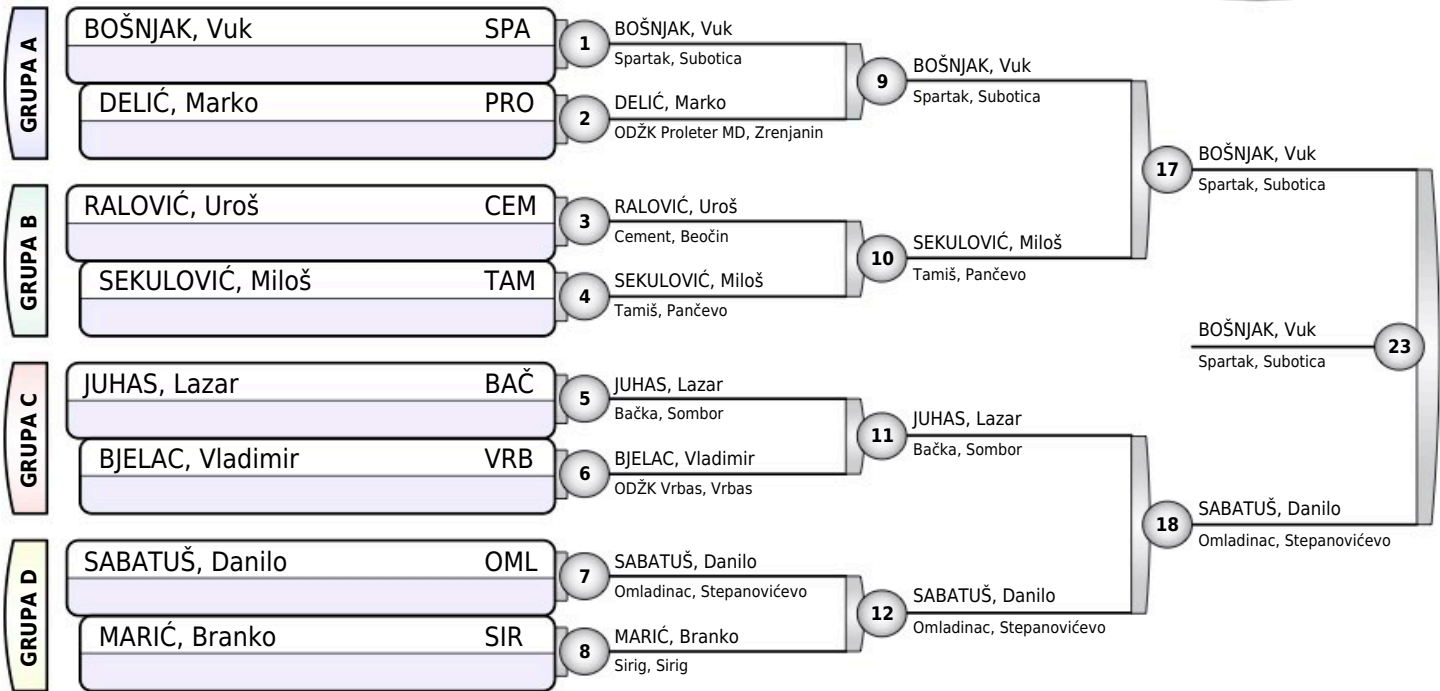 GRUPA A
BOŠNJAK, Vuk SPA
DELIĆ, Marko PRO
1
BOŠNJAK, Vuk
Spartak, Subotica
2
DELIĆ, Marko
ODŽK Proleter MD, Zrenjanin
9
BOŠNJAK, Vuk
Spartak, Subotica
GRUPA B
RALOVIĆ, Uroš CEM
SEKULOVIĆ, Miloš TAM
3
RALOVIĆ, Uroš
Cement, Beočin
4
SEKULOVIĆ, Miloš
Tamiš, Pančevo
10
SEKULOVIĆ, Miloš
Tamiš, Pančevo
17
BOŠNJAK, Vuk
Spartak, Subotica
GRUPA C
JUHAS, Lazar BAČ
BJELAC, Vladimir VRB
5
JUHAS, Lazar
Bačka, Sombor
6
BJELAC, Vladimir
ODŽK Vrbas, Vrbas
11
JUHAS, Lazar
Bačka, Sombor
GRUPA D
SABATUŠ, Danilo OML
MARIĆ, Branko SIR
7
SABATUŠ, Danilo
Omladinac, Stepanovićevo
8
MARIĆ, Branko
Sirig, Sirig
12
SABATUŠ, Danilo
Omladinac, Stepanovićevo
18
SABATUŠ, Danilo
Omladinac, Stepanovićevo
BOŠNJAK, Vuk
Spartak, Subotica
23